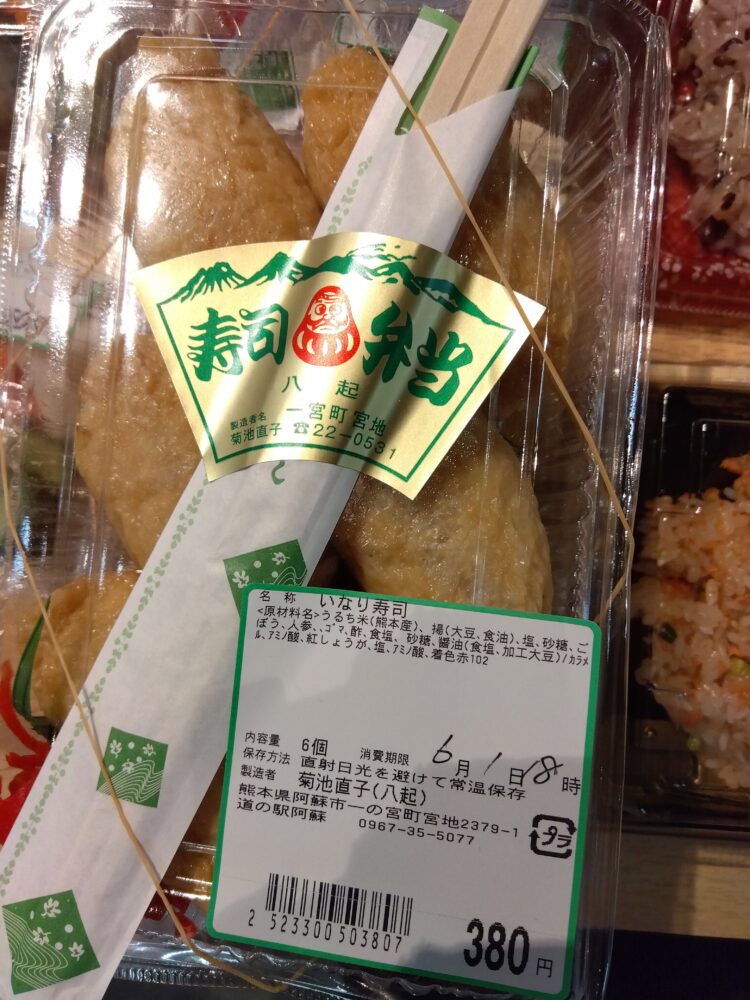 寿司弁当
八起
製造者名
一宮町宮地
菊池直子 ☎22-0531
名 称 いなり寿司
<原材料名>うるち米(熊本産)、揚(大豆、食油)、塩、砂糖、ご
ぼう、人参、ゴマ、酢、食塩、砂糖、醤油(食塩、加工大豆)/カラメ
ル、アミノ酸、紅しょうが、塩、アミノ酸、着色赤102
内容量 6個 消費期限 6月1日18時
保存方法 直射日光を避けて常温保存
製造者 菊池直子(八起)
熊本県阿蘇市一の宮町宮地2379-1
道の駅阿蘇 0967-35-5077
プラ
2 523300 503807
380円